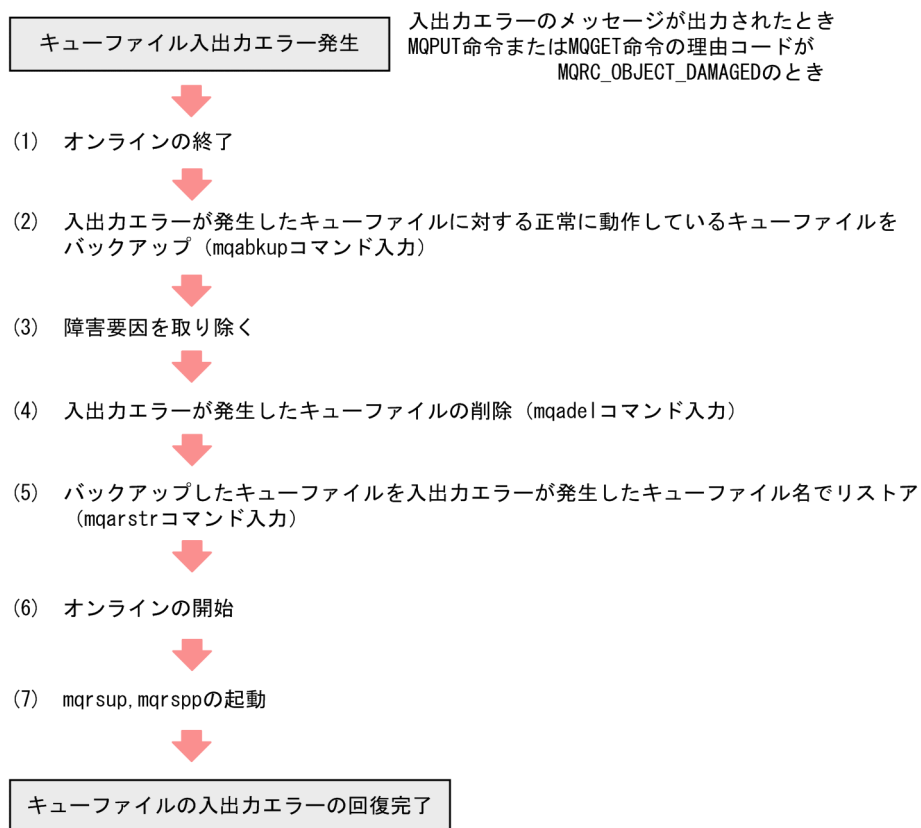 キューファイル入出力エラー発生
入出力エラーのメッセージが出力されたとき
MQPUT命令またはMQGET命令の理由コードが
MQRC_OBJECT_DAMAGEDのとき
(1) オンラインの終了
(2) 入出力エラーが発生したキューファイルに対する正常に動作しているキューファイルを
バックアップ(mqabkupコマンド入力)
(3) 障害要因を取り除く
(4) 入出力エラーが発生したキューファイルの削除(mqadelコマンド入力)
(5) バックアップしたキューファイルを入出力エラーが発生したキューファイル名でリストア
(mqarstrコマンド入力)
(6) オンラインの開始
(7) mqrsup,mqrsppの起動
キューファイルの入出力エラーの回復完了